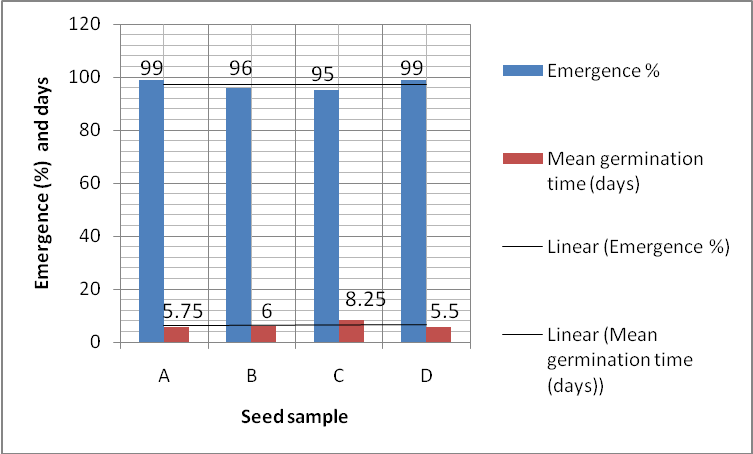 120
100
80
60
40
20
0
99
96
95
99
5.75
6
8.25
5.5
A
B
C
D
Seed sample
Emergence (%) and days
Emergence %
Mean germination
time (days)
Linear (Emergence %)
Linear (Mean
germination time
(days))